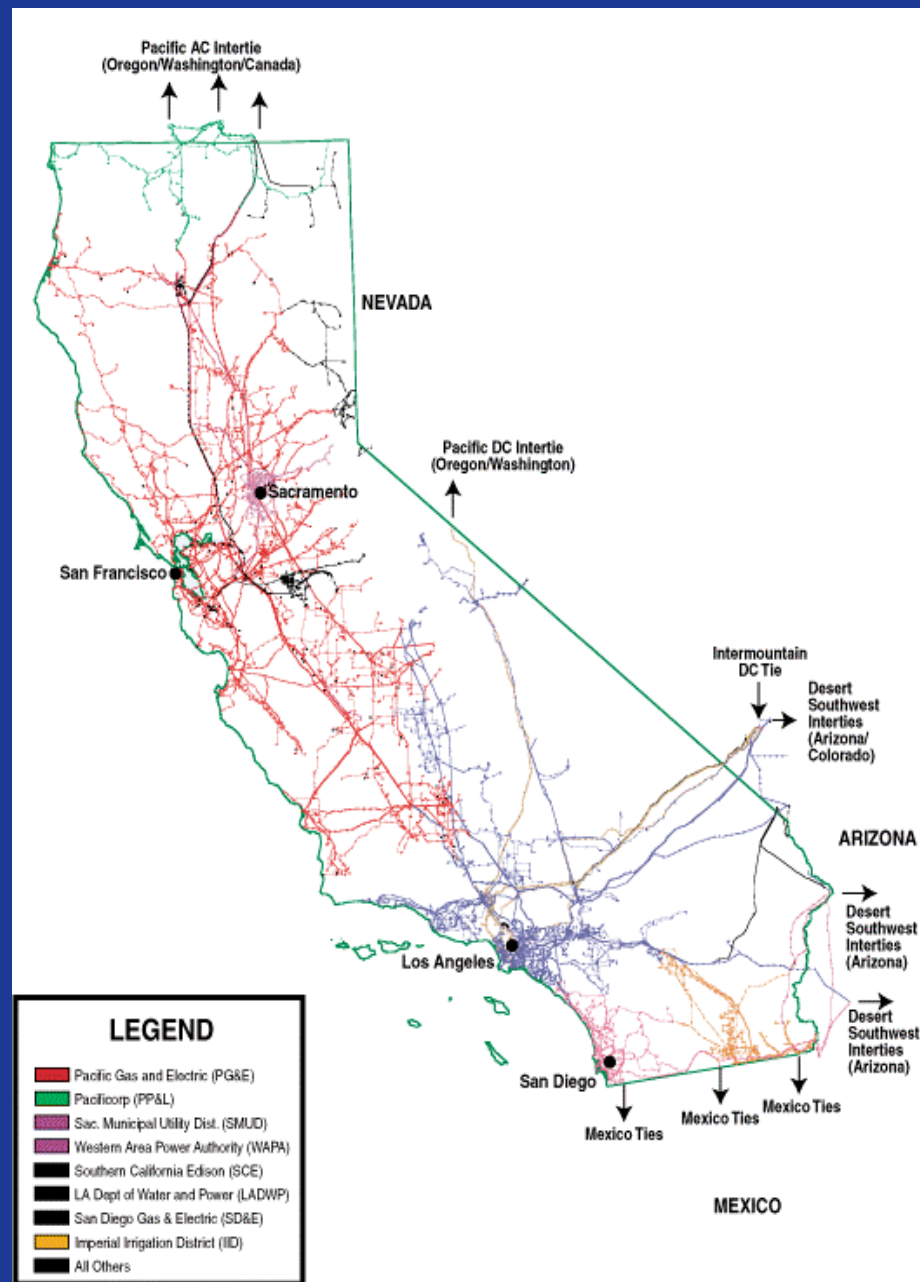 Pacific AC Intertie
(Oregon/Washington/Canada)
NEVADA
Pacific DC Intertie
(Oregon/Washington)
Sacramento
San Francisco
Intermountain
DC Tie
Desert
Southwest
Interties
(Arizona/
Colorado)
ARIZONA
Desert
Southwest
Interties
(Arizona)
Los Angeles
Desert
Southwest
Interties
(Arizona)
San Diego
Mexico Ties
Mexico Ties
Mexico Ties
MEXICO
LEGEND
Pacific Gas and Electric (PG&E)
Pacificorp (PP&L)
Sac. Municipal Utility Dist. (SMUD)
Western Area Power Authority (WAPA)
Southern California Edison (SCE)
LA Dept of Water and Power (LADWP)
San Diego Gas & Electric (SD&E)
Imperial Irrigation District (IID)
All Others